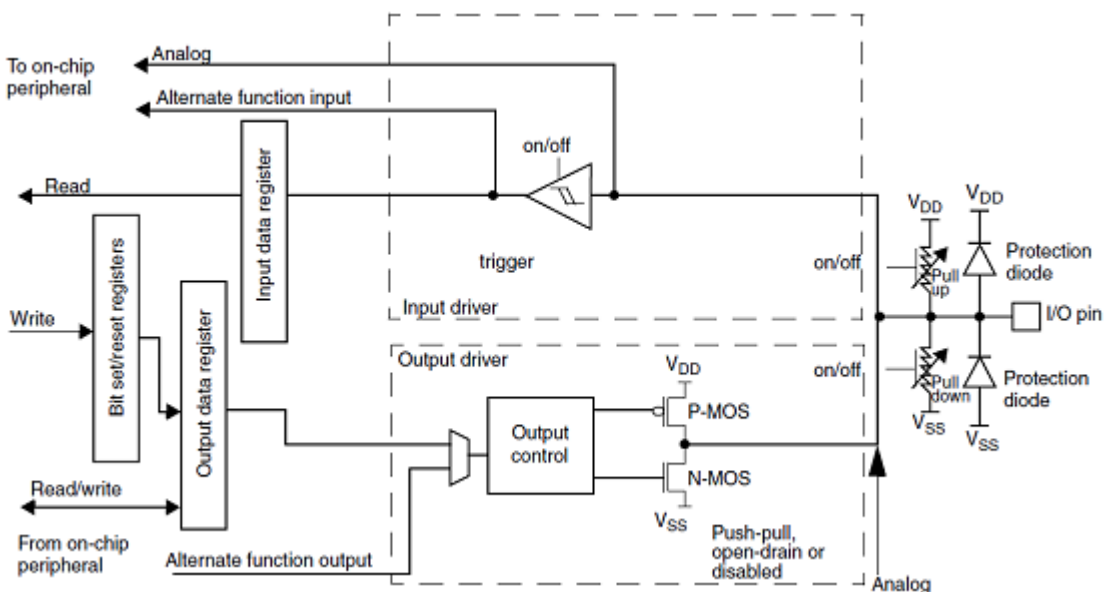 To on-chip
peripheral
Analog
Alternate function input
on/off
Read
Input data register
trigger
Input driver
Bit set/reset registers
Write
Output data register
Read/write
From on-chip
peripheral
Alternate function output
Output driver
Output
control
VDD
P-MOS
N-MOS
VSS
Push-pull,
open-drain or
disabled
on/off
on/off
VDD
Pull
up
VDD
Protection
diode
I/O pin
Pull
down
VSS
Protection
diode
VSS
Analog